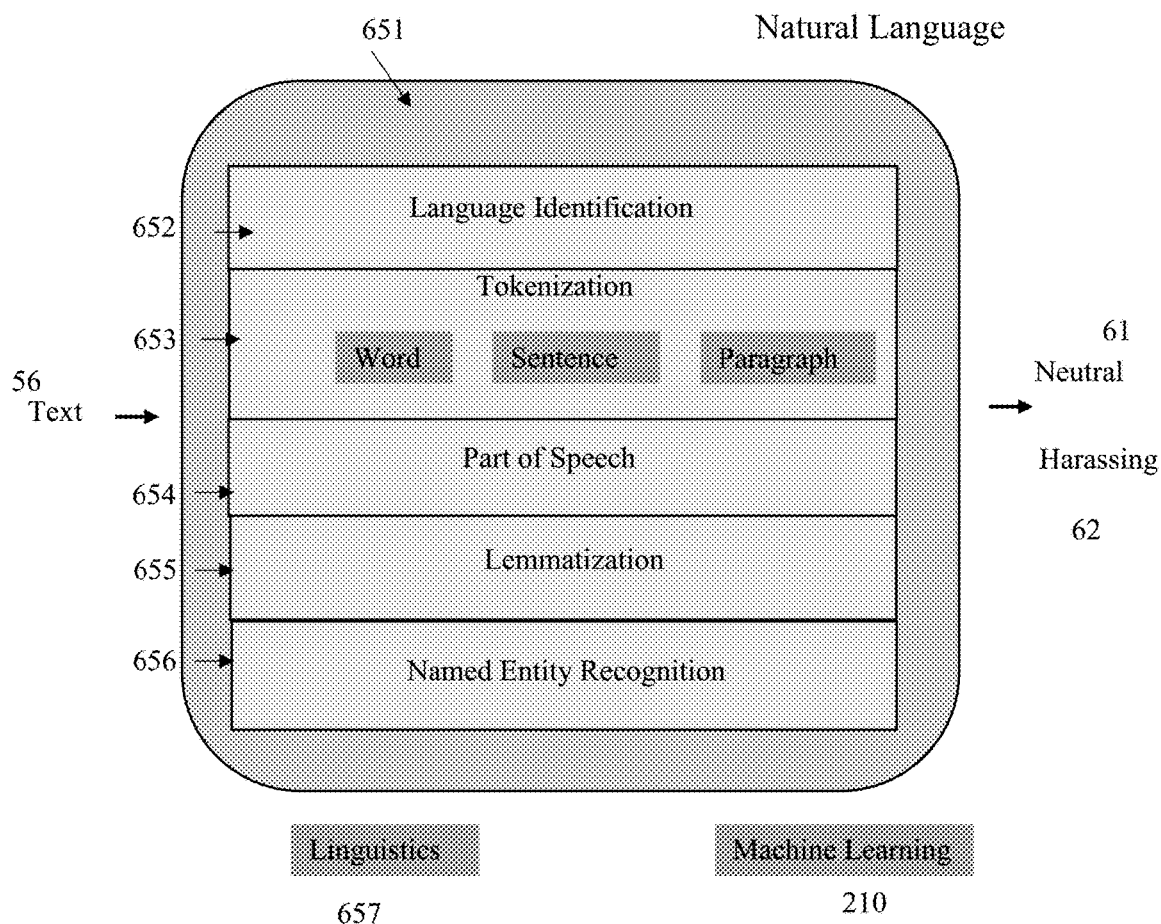 651
Natural Language
Language Identification
652
Tokenization
653
Word Sentence Paragraph
61
56
Neutral
Text
Part of Speech
Harassing
654
62
Lemmatization
655
656
Named Entity Recognition
Linguistics Machine Learning
657 210